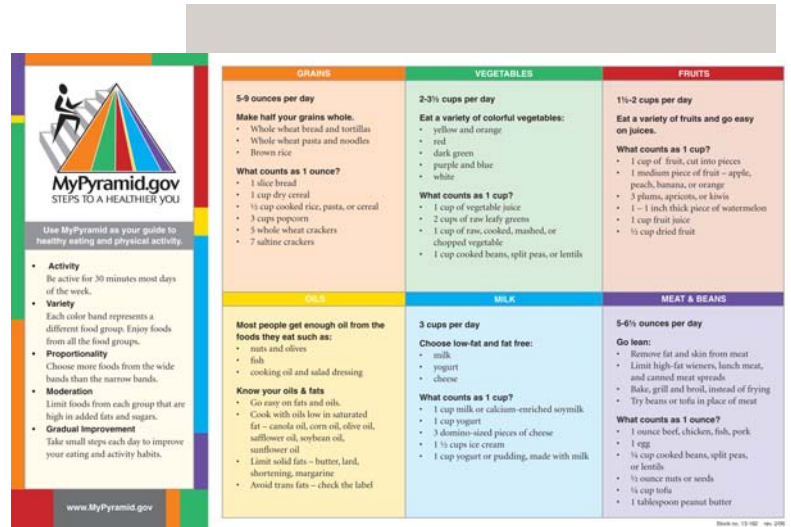 MyPyramid.gov
STEPS TO A HEALTHIER YOU
Use MyPyramid as your guide to
healthy eating and physical activity.
• Activity
Be active for 30 minutes most days
of the week.
• Variety
Each color band represents a
different food group. Enjoy foods
from all the food groups.
• Proportionality
Choose more foods from the wide
bands than the narrow bands.
• Moderation
Limit foods from each group that are
high in added fats and sugars.
• Gradual Improvement
Take small steps each day to improve
your eating and activity habits.
www.MyPyramid.gov
GRAINS
5-9 ounces per day
Make half your grains whole.
• Whole wheat bread and tortillas
• Whole wheat pasta and noodles
• Brown rice
What counts as 1 ounce?
• 1 slice bread
• 1 cup dry cereal
• ½ cup cooked rice, pasta, or cereal
• 3 cups popcorn
• 5 whole wheat crackers
• 7 saltine crackers
VEGETABLES
2-3½ cups per day
Eat a variety of colorful vegetables:
• yellow and orange
• red
• dark green
• purple and blue
• white
What counts as 1 cup?
• 1 cup of vegetable juice
• 2 cups of raw leafy greens
• 1 cup of raw, cooked, mashed, or
chopped vegetable
• 1 cup cooked beans, split peas, or lentils
FRUITS
1½-2 cups per day
Eat a variety of fruits and go easy
on juices.
What counts as 1 cup?
• 1 cup of fruit, cut into pieces
• 1 medium piece of fruit – apple,
peach, banana, or orange
• 3 plums, apricots, or kiwis
• 1 – 1 inch thick piece of watermelon
• 1 cup fruit juice
• ½ cup dried fruit
OILS
Most people get enough oil from the
foods they eat such as:
• nuts and olives
• fish
• cooking oil and salad dressing
Know your oils & fats
• Go easy on fats and oils.
• Cook with oils low in saturated
fat – canola oil, corn oil, olive oil,
safflower oil, soybean oil,
sunflower oil
• Limit solid fats – butter, lard,
shortening, margarine
• Avoid trans fats – check the label
MILK
3 cups per day
Choose low-fat and fat free:
• milk
• yogurt
• cheese
What counts as 1 cup?
• 1 cup milk or calcium-enriched soymilk
• 1 cup yogurt
• 3 domino-sized pieces of cheese
• 1 ½ cups ice cream
• 1 cup yogurt or pudding, made with milk
MEAT & BEANS
5-6½ ounces per day
Go lean:
• Remove fat and skin from meat
• Limit high-fat wieners, lunch meat,
and canned meat spreads
• Bake, grill and broil, instead of frying
• Try beans or tofu in place of meat
What counts as 1 ounce?
• 1 ounce beef, chicken, fish, pork
• 1 egg
• ¼ cup cooked beans, split peas,
or lentils
• ½ ounce nuts or seeds
• ¼ cup tofu
• 1 tablespoon peanut butter